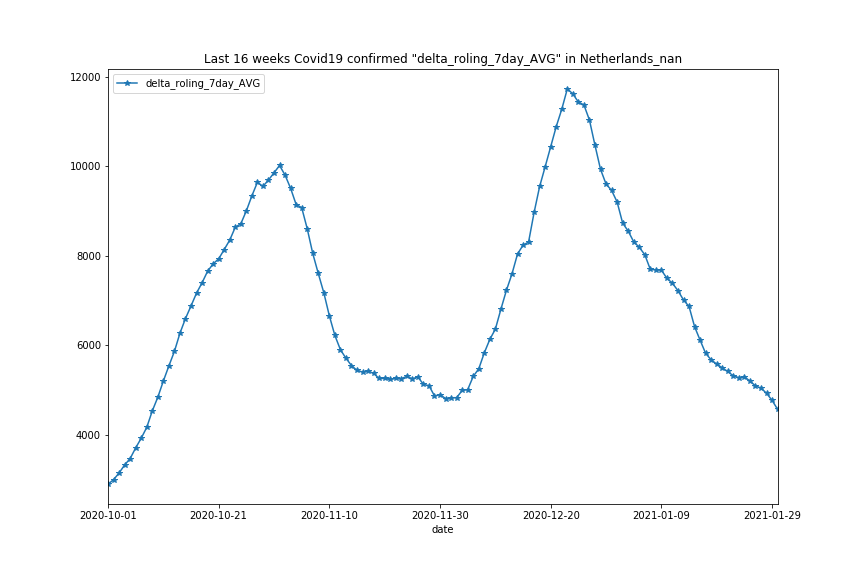 Last 16 weeks Covid19 confirmed "delta_roling_7day_AVG" in Netherlands_nan
delta_roling_7day_AVG
12000
10000
8000
6000
4000
2020-10-01 2020-10-21 2020-11-10 2020-11-30 2020-12-20 2021-01-09 2021-01-29
date